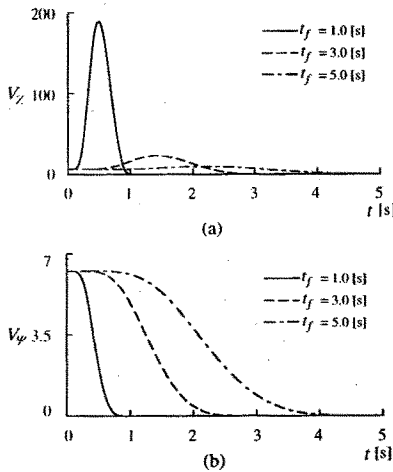 200
V_χ 100
0
0 1 2 3 4 5
t [s]
t_f = 1.0 [s]
t_f = 3.0 [s]
t_f = 5.0 [s]
(a)
7
V_ψ 3.5
0
0 1 2 3 4 5
t [s]
t_f = 1.0 [s]
t_f = 3.0 [s]
t_f = 5.0 [s]
(b)